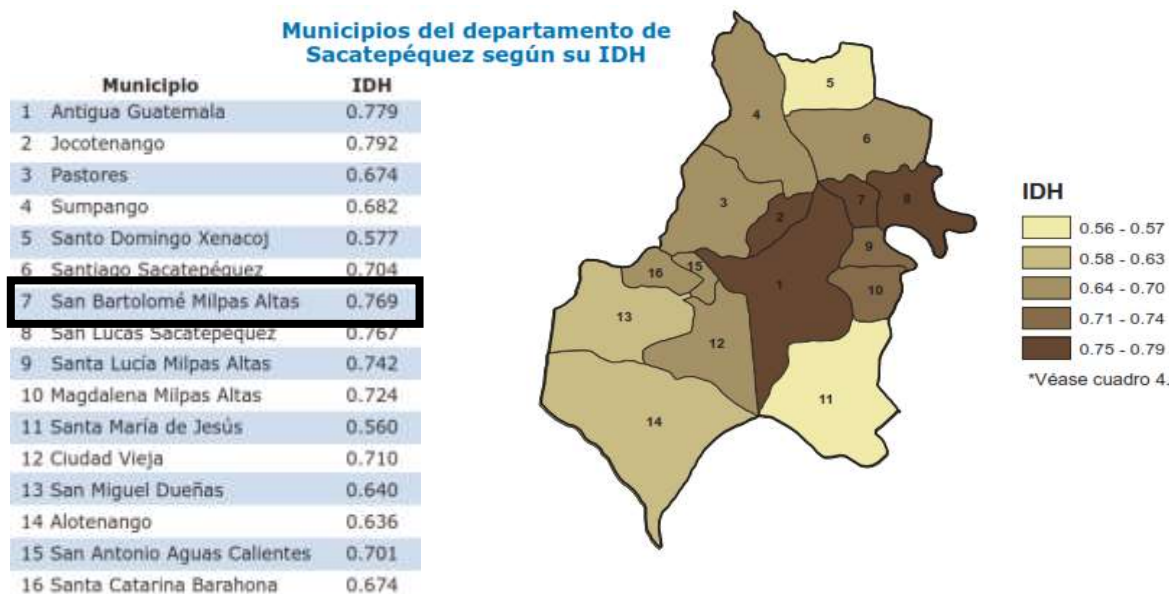 Municipios del departamento de
Sacatepéquez según su IDH
Municipio IDH
1 Antigua Guatemala 0.779
2 Jocotenango 0.792
3 Pastores 0.674
4 Sumpango 0.682
5 Santo Domingo Xenacoj 0.577
6 Santiago Sacatepéquez 0.704
7 San Bartolomé Milpas Altas 0.769
8 San Lucas Sacatepéquez 0.767
9 Santa Lucía Milpas Altas 0.742
10 Magdalena Milpas Altas 0.724
11 Santa María de Jesús 0.560
12 Ciudad Vieja 0.710
13 San Miguel Dueñas 0.640
14 Alotenango 0.636
15 San Antonio Aguas Calientes 0.701
16 Santa Catarina Barahona 0.674
5
4
6
3
2
7
8
9
15
16
1
10
13
12
11
14
IDH
0.56 - 0.57
0.58 - 0.63
0.64 - 0.70
0.71 - 0.74
0.75 - 0.79
*Véase cuadro 4.